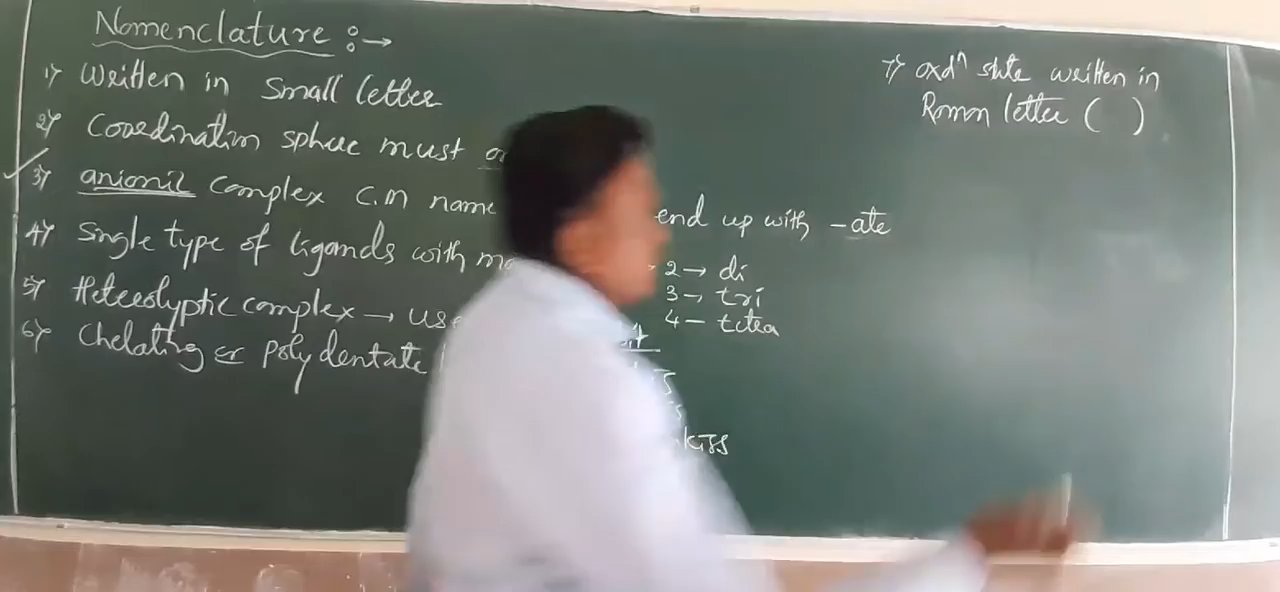 Nomenclature :→
1) Written in small letter
2) Coordination sphere must
3) anionic complex C.M name end up with -ate
4) Single type of ligands with
2 → di
3 → tri
4 – tetra
5) Heteroslyptic complex →
6) Chelating or poly dentate
7) oxdⁿ state written in
Roman letter ( )